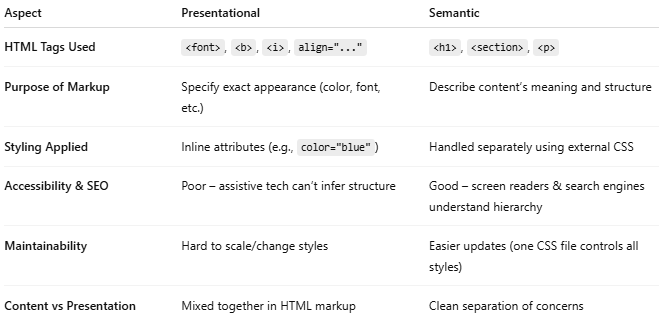 Aspect Presentational Semantic
HTML Tags Used <font>, <b>, <i>, align="..." <h1>, <section>, <p>
Purpose of Markup Specify exact appearance (color, font, Describe content’s meaning and structure
etc.)
Styling Applied Inline attributes (e.g., color="blue") Handled separately using external CSS
Accessibility & SEO Poor – assistive tech can’t infer structure Good – screen readers & search engines
understand hierarchy
Maintainability Hard to scale/change styles Easier updates (one CSS file controls all
styles)
Content vs Presentation Mixed together in HTML markup Clean separation of concerns